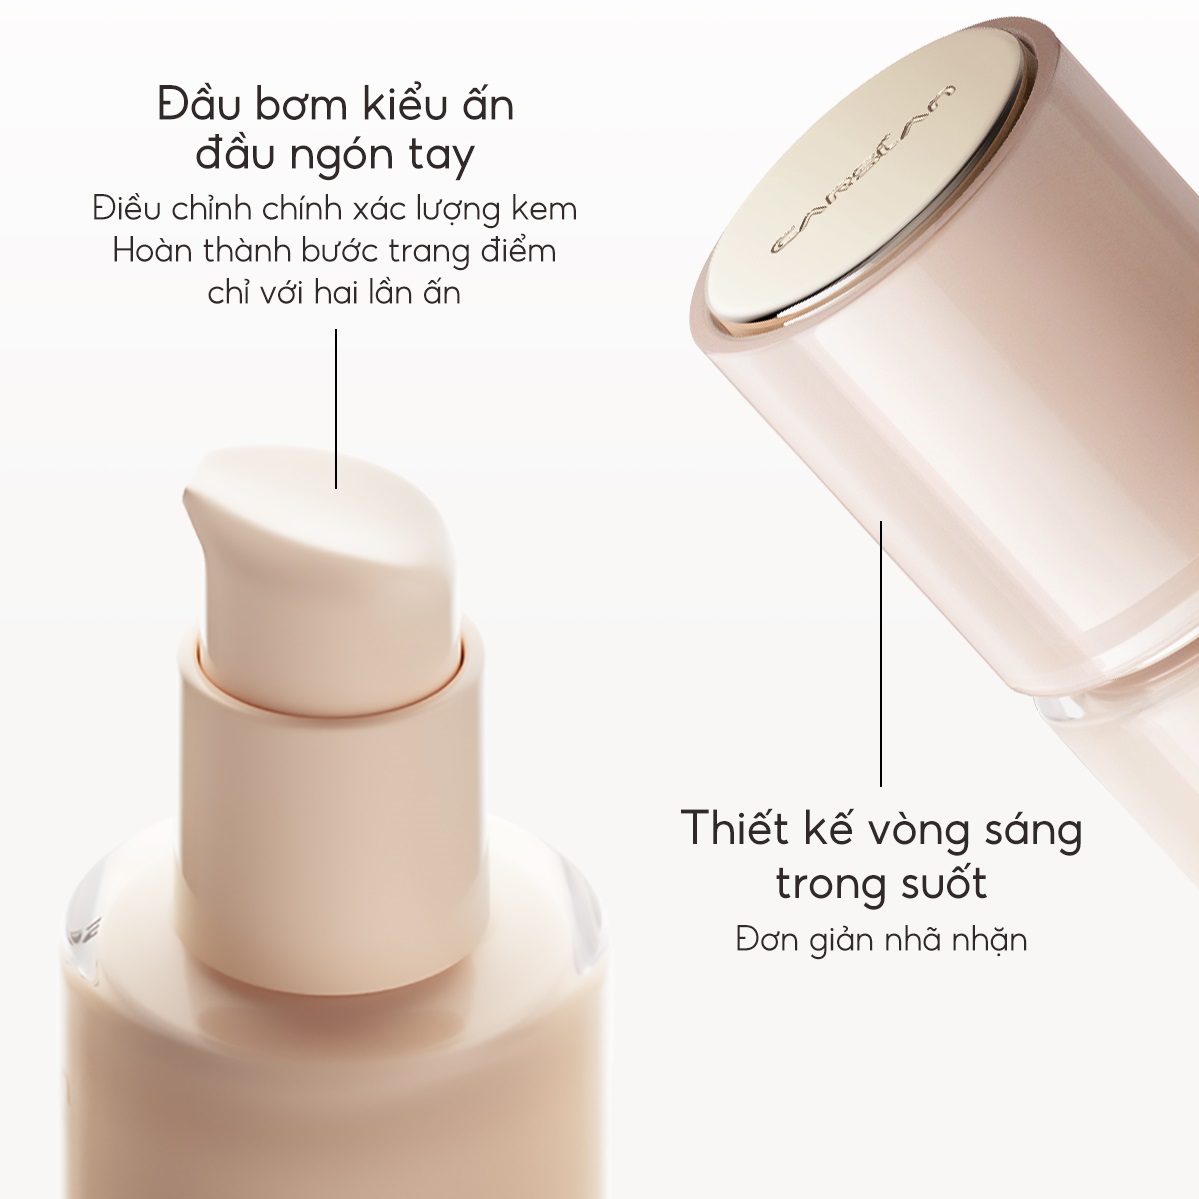 Đầu bơm kiểu ấn
đầu ngón tay
Điều chỉnh chính xác lượng kem
Hoàn thành bước trang điểm
chỉ với hai lần ấn
Thiết kế vòng sáng
trong suốt
Đơn giản nhã nhặn